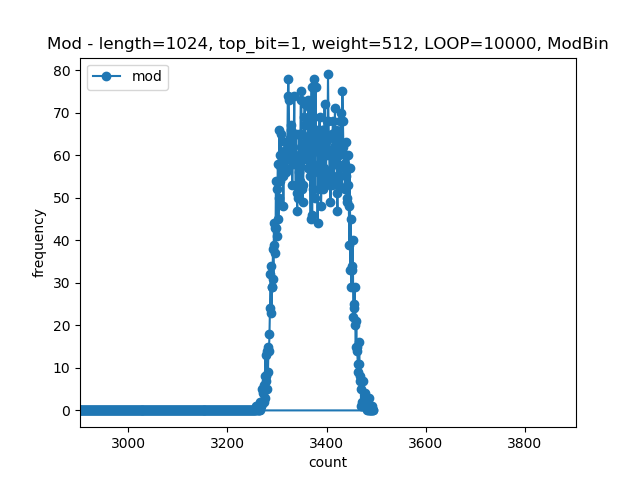 Mod - length=1024, top_bit=1, weight=512, LOOP=10000, ModBin
mod
80
70
60
50
40
30
20
10
0
frequency
3000 3200 3400 3600 3800
count